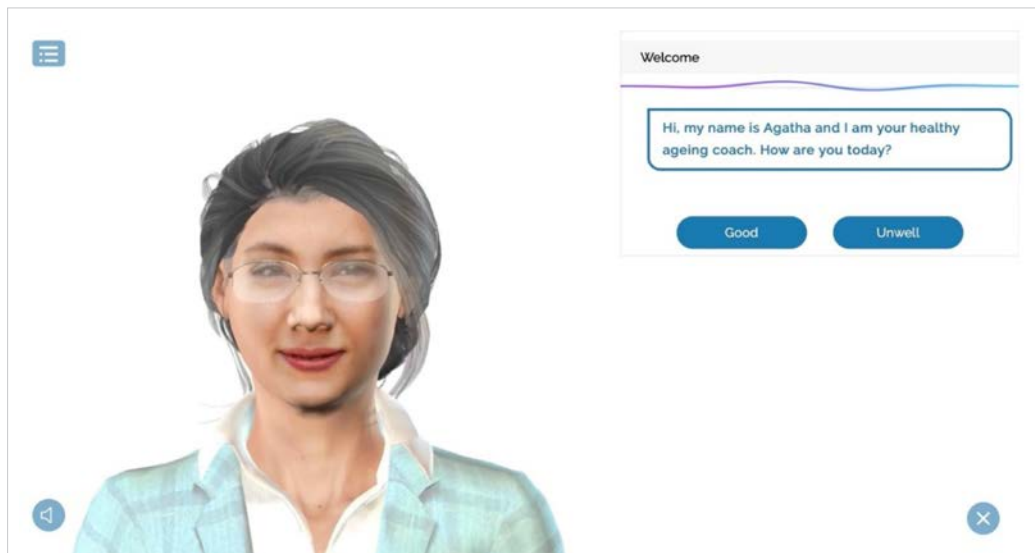 Welcome
Hi, my name is Agatha and I am your healthy
ageing coach. How are you today?
Good
Unwell